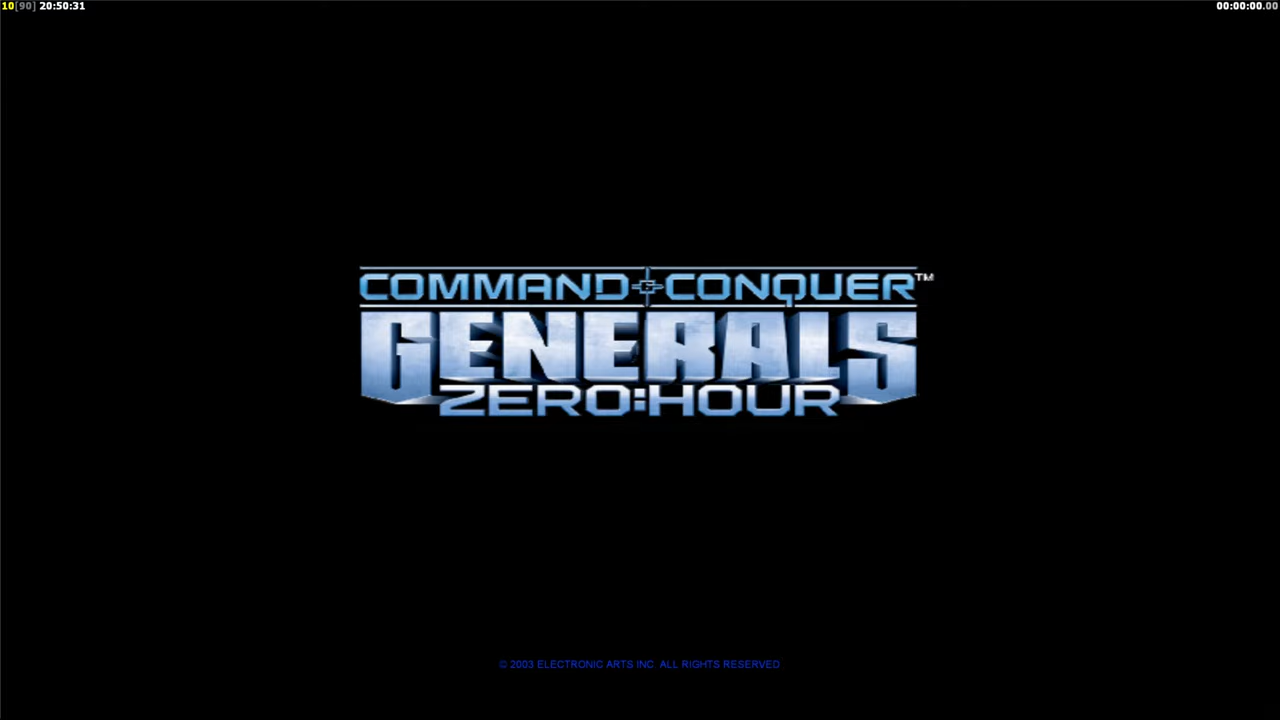 10[90] 20:50:31
00:00:00.00
COMMAND CONQUER™
GENERALS
ZERO:HOUR
© 2003 ELECTRONIC ARTS INC ALL RIGHTS RESERVED